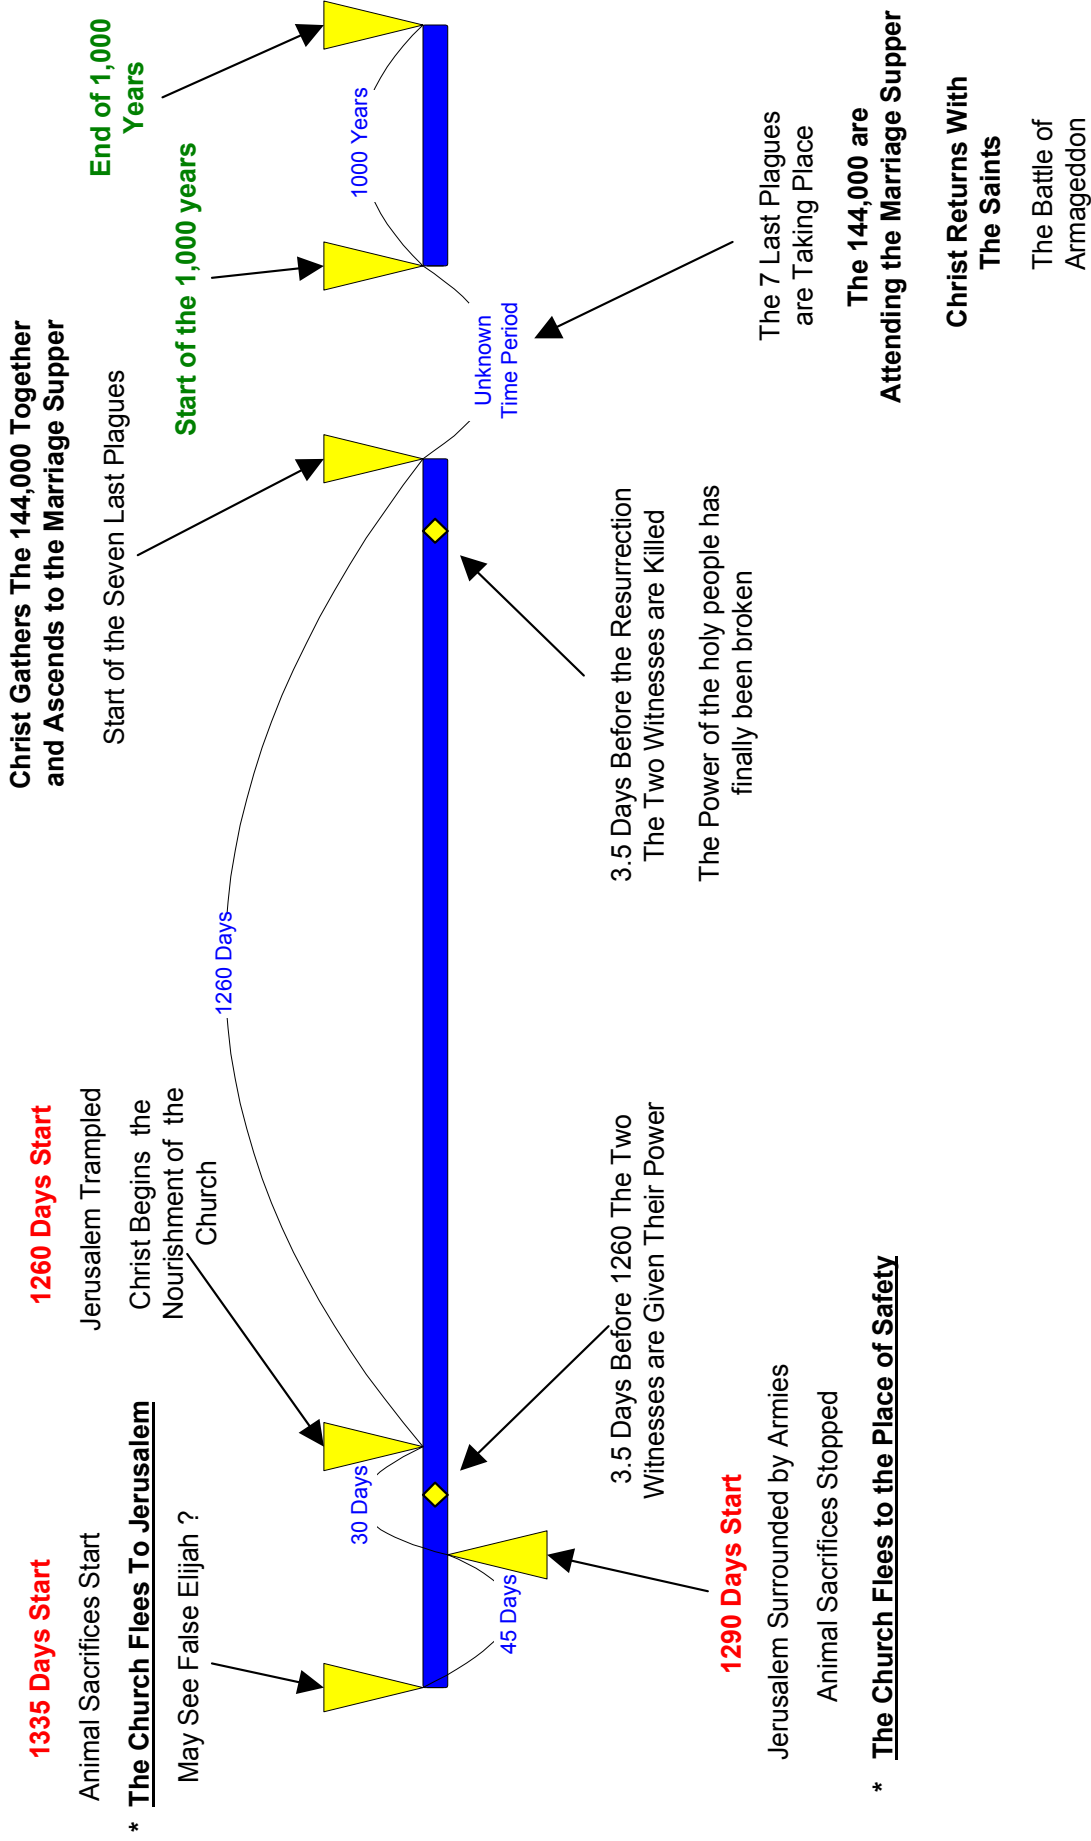 1335 Days Start
Animal Sacrifices Start
* The Church Flees To Jerusalem
May See False Elijah ?
1260 Days Start
Jerusalem Trampled
Christ Begins the
Nourishment of the
Church
Christ Gathers The 144,000 Together
and Ascends to the Marriage Supper
Start of the Seven Last Plagues
Start of the 1,000 years
End of 1,000
Years
30 Days
1260 Days
1000 Years
45 Days
Unknown
Time Period
3.5 Days Before 1260 The Two
Witnesses are Given Their Power
3.5 Days Before the Resurrection
The Two Witnesses are Killed
The Power of the holy people has
finally been broken
1290 Days Start
Jerusalem Surrounded by Armies
Animal Sacrifices Stopped
* The Church Flees to the Place of Safety
The 7 Last Plagues
are Taking Place
The 144,000 are
Attending the Marriage Supper
Christ Returns With
The Saints
The Battle of
Armageddon